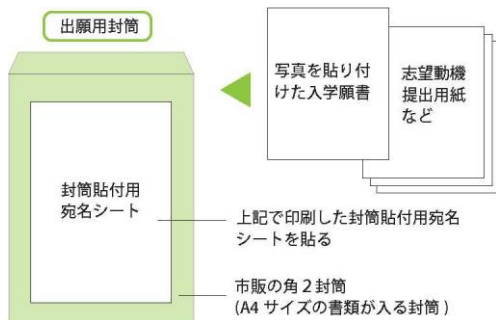 出願用封筒
写真を貼り付
けた入学願書
志望動機
提出用紙
など
封筒貼付用
宛名シート
上記で印刷した封筒貼付用宛名
シートを貼る
市販の角2封筒
(A4 サイズの書類が入る封筒)